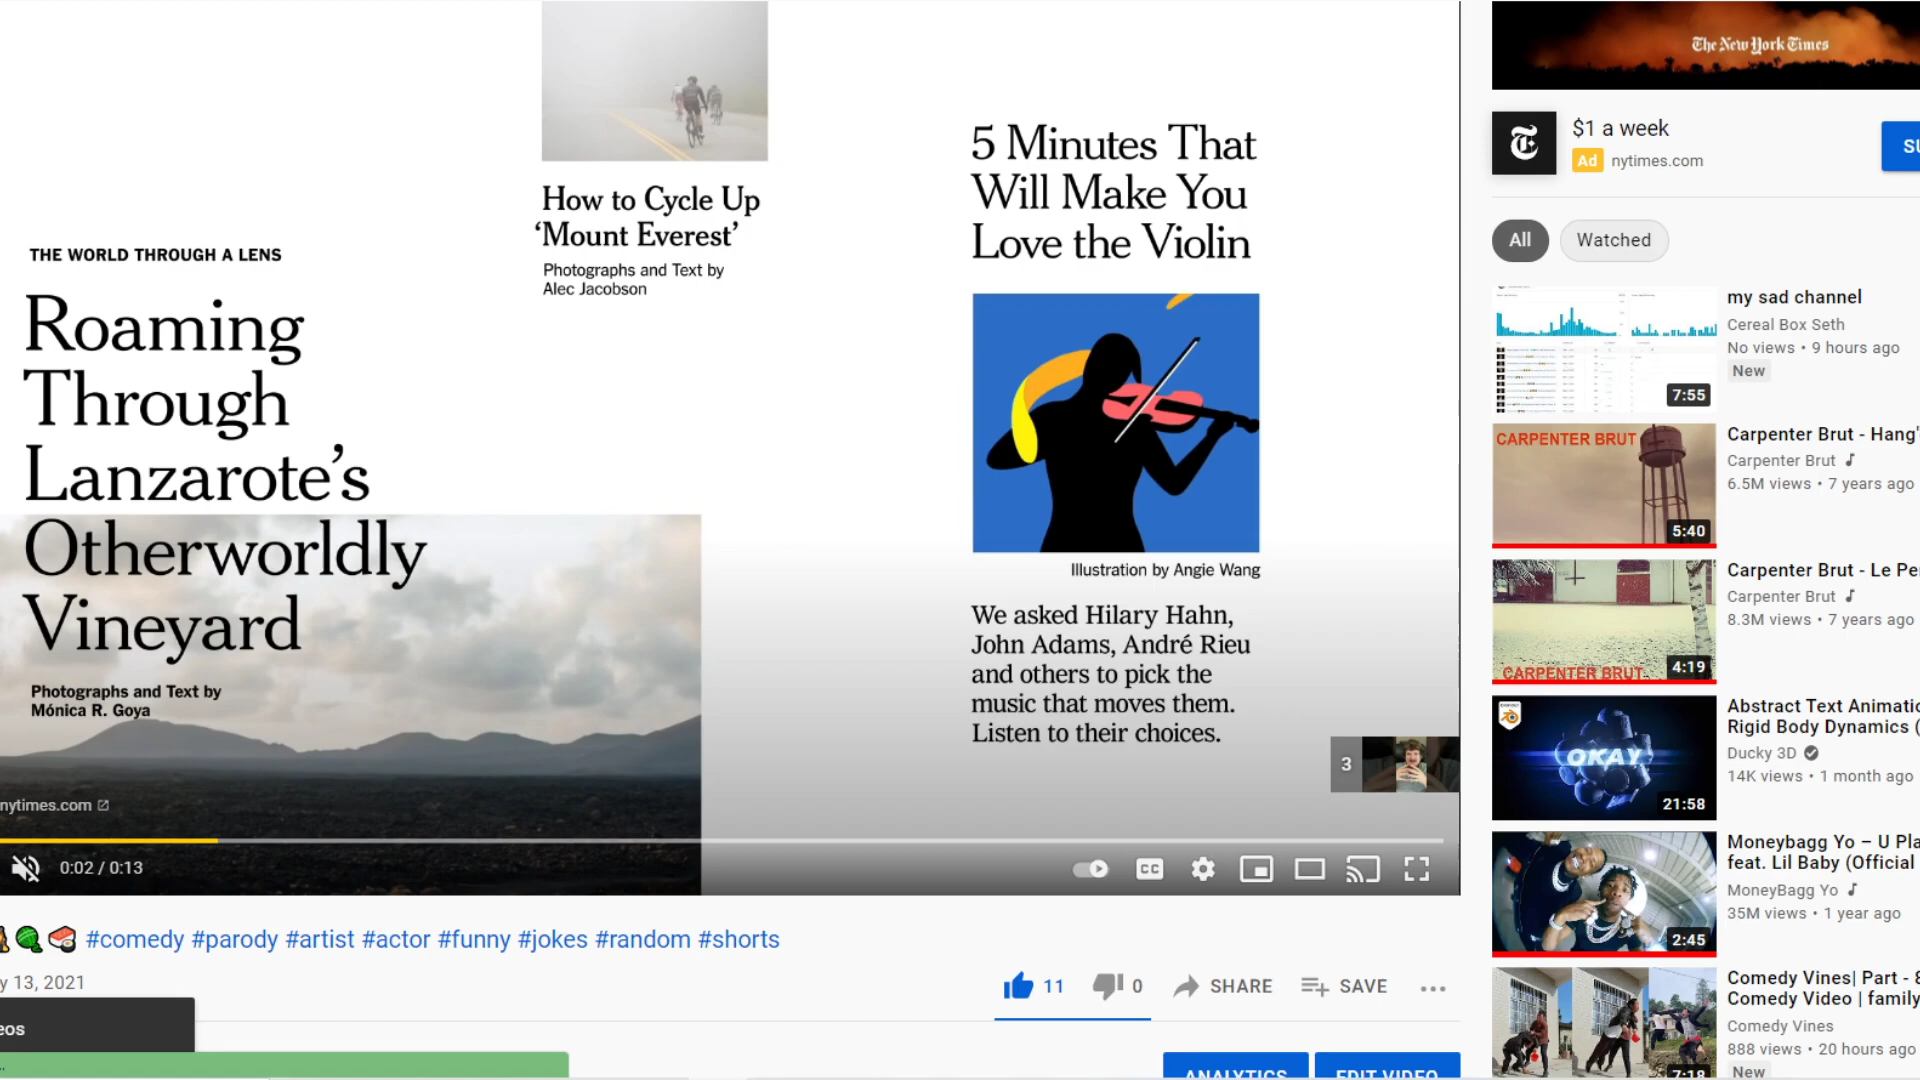 How to Cycle Up
‘Mount Everest’
Photographs and Text by
Alec Jacobson
THE WORLD THROUGH A LENS
Roaming
Through
Lanzarote’s
Otherworldly
Vineyard
Photographs and Text by
Mónica R. Goya
5 Minutes That
Will Make You
Love the Violin
Illustration by Angie Wang
We asked Hilary Hahn,
John Adams, André Rieu
and others to pick the
music that moves them.
Listen to their choices.
3
nytimes.com
0:02 / 0:13
CC
#comedy #parody #artist #actor #funny #jokes #random #shorts
y 13, 2021
11
0
SHARE
SAVE
eos
ANALYTICS
EDIT VIDEO
The New York Times
$1 a week
Ad nytimes.com
SU
All
Watched
my sad channel
Cereal Box Seth
No views • 9 hours ago
New
7:55
CARPENTER BRUT
5:40
Carpenter Brut - Hang'
Carpenter Brut
6.5M views • 7 years ago
CARPENTER BRUT
4:19
Carpenter Brut - Le Pe
Carpenter Brut
8.3M views • 7 years ago
OKAY
21:58
Abstract Text Animatio
Rigid Body Dynamics (
Ducky 3D
14K views • 1 month ago
2:45
Moneybagg Yo – U Pla
feat. Lil Baby (Official
MoneyBagg Yo
35M views • 1 year ago
7:18
Comedy Vines| Part - 8
Comedy Video | family
Comedy Vines
888 views • 20 hours ago
New